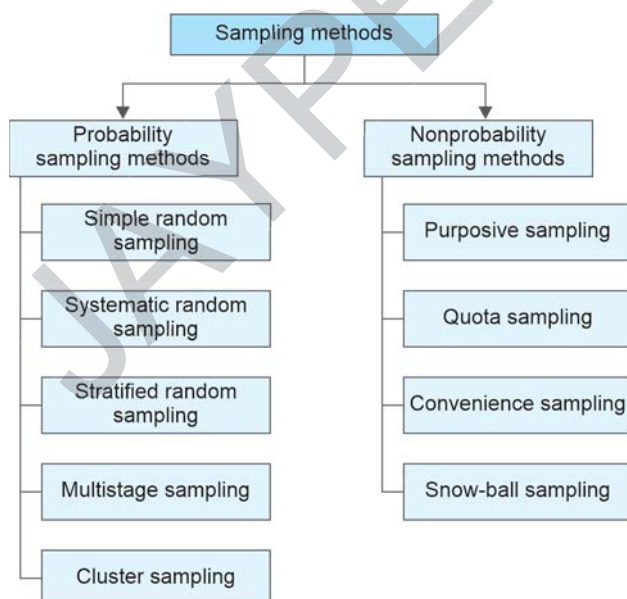 Sampling methods
Probability
sampling methods
Nonprobability
sampling methods
Simple random
sampling
Systematic random
sampling
Stratified random
sampling
Multistage sampling
Cluster sampling
Purposive sampling
Quota sampling
Convenience sampling
Snow-ball sampling
JAYPE